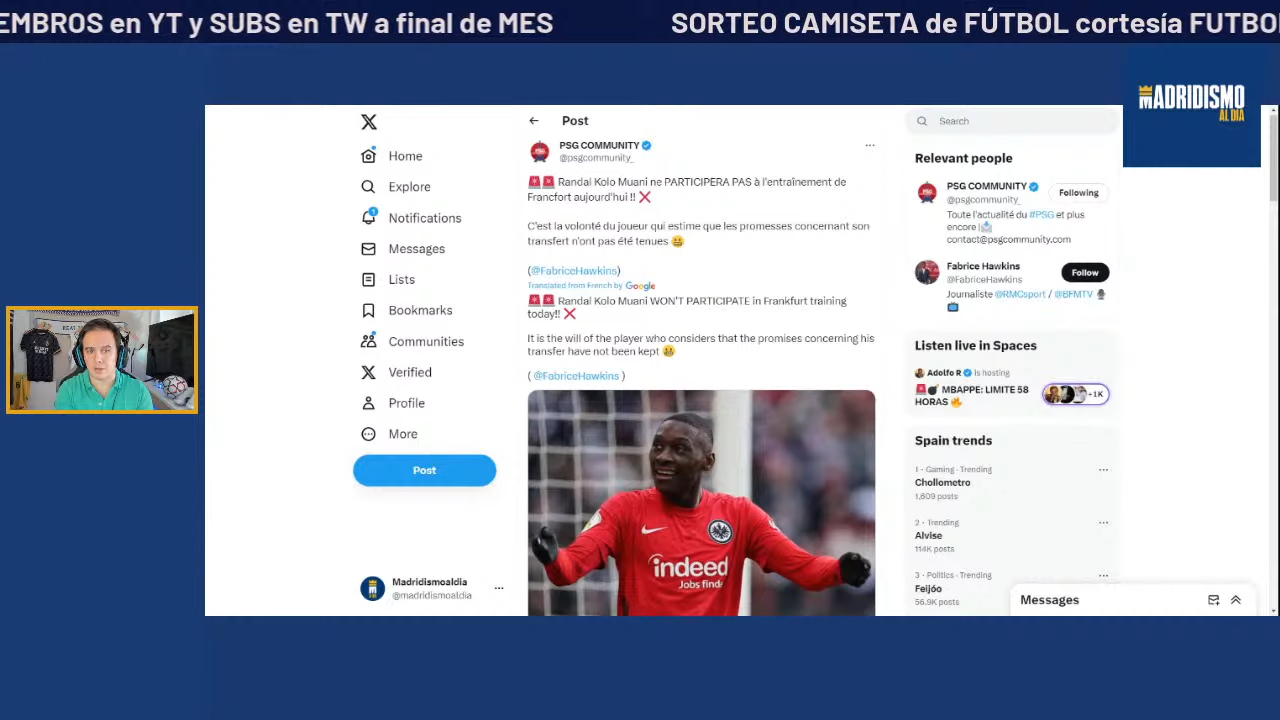 EMBROS en YT y SUBS en TW a final de MES
SORTEO CAMISETA de FÚTBOL cortesía FUTBO
MADRIDISMO
AL DIA
Home
Explore
Notifications
Messages
Lists
Bookmarks
Communities
Verified
Profile
More
Post
Madridismoaldia
@madridismoaldia
Post
PSG COMMUNITY
@psgcommunity_
🚨🚨 Randal Kolo Muani ne PARTICIPERA PAS à l'entraînement de
Francfort aujourd'hui !! ❌
C'est la volonté du joueur qui estime que les promesses concernant son
transfert n'ont pas été tenues 😬
(@FabriceHawkins)
Translated from French by Google
🚨🚨 Randal Kolo Muani WON'T PARTICIPATE in Frankfurt training
today!! ❌
It is the will of the player who considers that the promises concerning his
transfer have not been kept 😬
( @FabriceHawkins )
indeed
Jobs find
Search
Relevant people
PSG COMMUNITY
Following
@psgcommunity_
Toute l'actualité du #PSG et plus
encore |📩
contact@psgcommunity.com
Fabrice Hawkins
Follow
@FabriceHawkins
Journaliste @RMCsport / @BFMTV 🎙
📺
Listen live in Spaces
Adolfo R is hosting
🚨💣 MBAPPE: LIMITE 58
HORAS 🔥
+1K
Spain trends
1 · Gaming · Trending
Chollometro
1,609 posts
2 · Trending
Alvise
114K posts
3 · Politics · Trending
Feijóo
56.9K posts
Messages